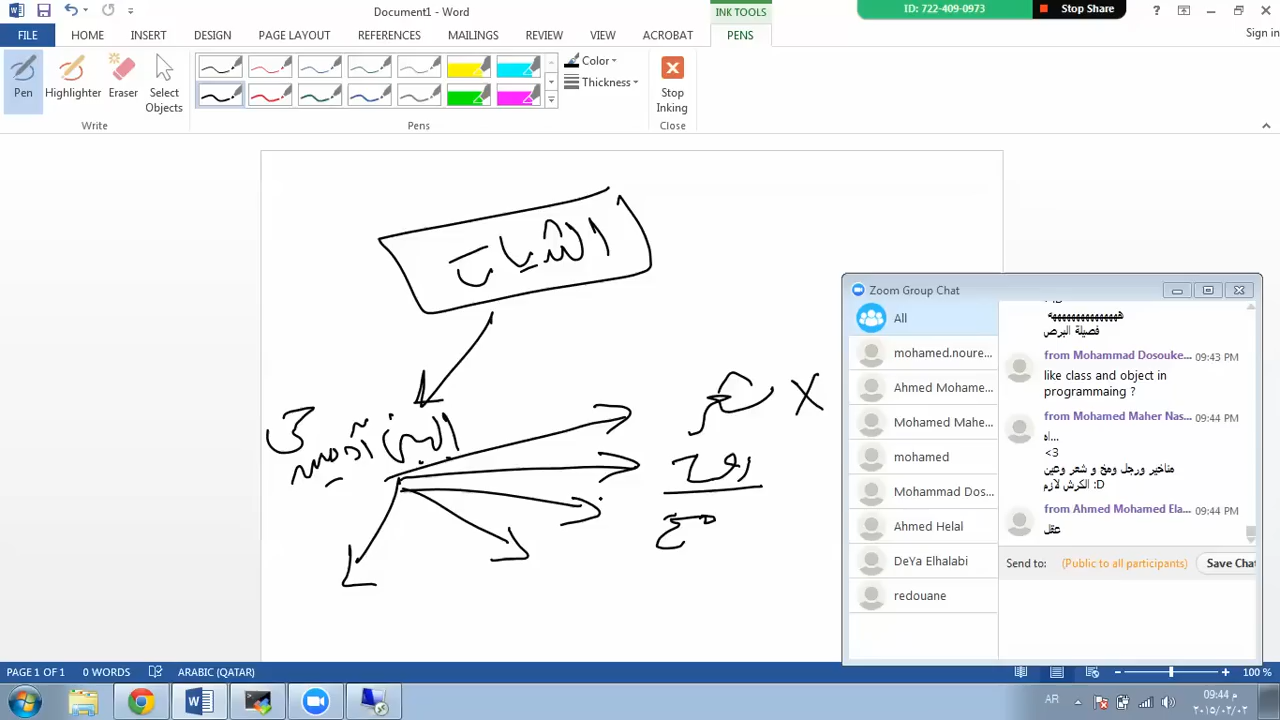 Document1 - Word
INK TOOLS
ID: 722-409-0973
Stop Share
FILE
HOME
INSERT
DESIGN
PAGE LAYOUT
REFERENCES
MAILINGS
REVIEW
VIEW
ACROBAT
PENS
Sign in
Pen
Highlighter
Eraser
Select Objects
Color
Thickness
Stop Inking
Write
Pens
Close
X
شعر
روح
مخ
Zoom Group Chat
All
mohamed.noure...
Ahmed Mohame...
Mohamed Mahe...
mohamed
Mohammad Dos...
Ahmed Helal
DeYa Elhalabi
redouane
ههههههههههههههه
فصيلة البرص
from Mohammad Dosouke... 09:43 PM
like class and object in
programmaing ?
from Mohamed Maher Nas... 09:44 PM
اه...
<3
مناخير ورجل ومخ و شعر وعين
الكرش لازم :D
from Ahmed Mohamed Ela... 09:44 PM
عقل
Send to:
(Public to all participants)
Save Chat
PAGE 1 OF 1
0 WORDS
ARABIC (QATAR)
100 %
AR
09:44 م
٢٠١٥/٠٢/٠٢